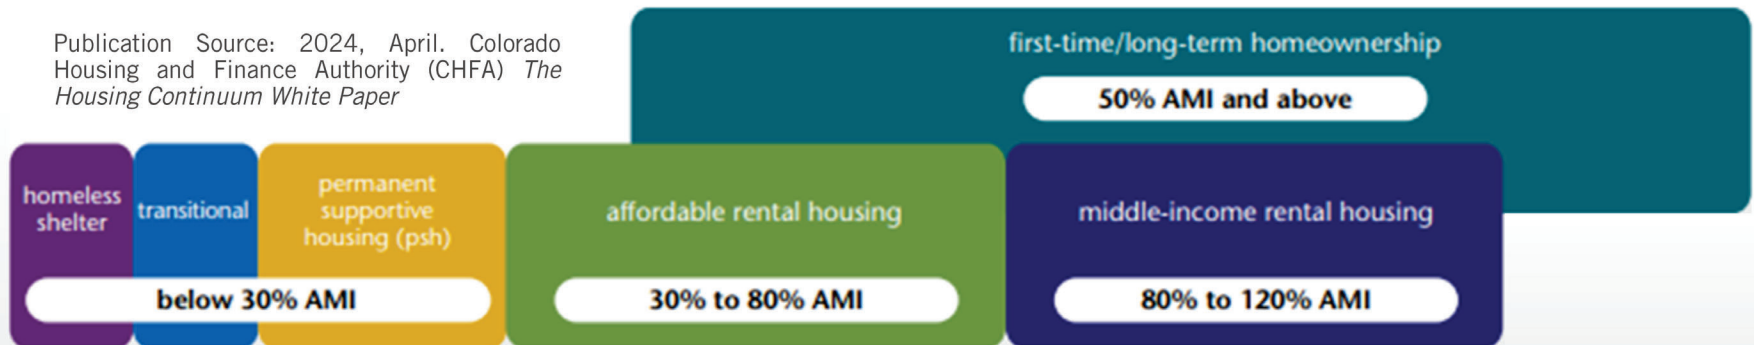 Publication Source: 2024, April. Colorado
Housing and Finance Authority (CHFA) The
Housing Continuum White Paper
first-time/long-term homeownership
50% AMI and above
homeless
shelter
transitional
permanent
supportive
housing (psh)
below 30% AMI
affordable rental housing
30% to 80% AMI
middle-income rental housing
80% to 120% AMI